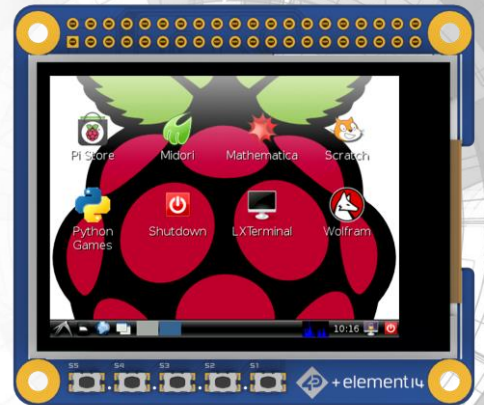 Pi Store Midori Mathematica Scratch
Python Shutdown LXTerminal Wolfram
Games
10:16
S5 S4 S3 S2 S1
+element14